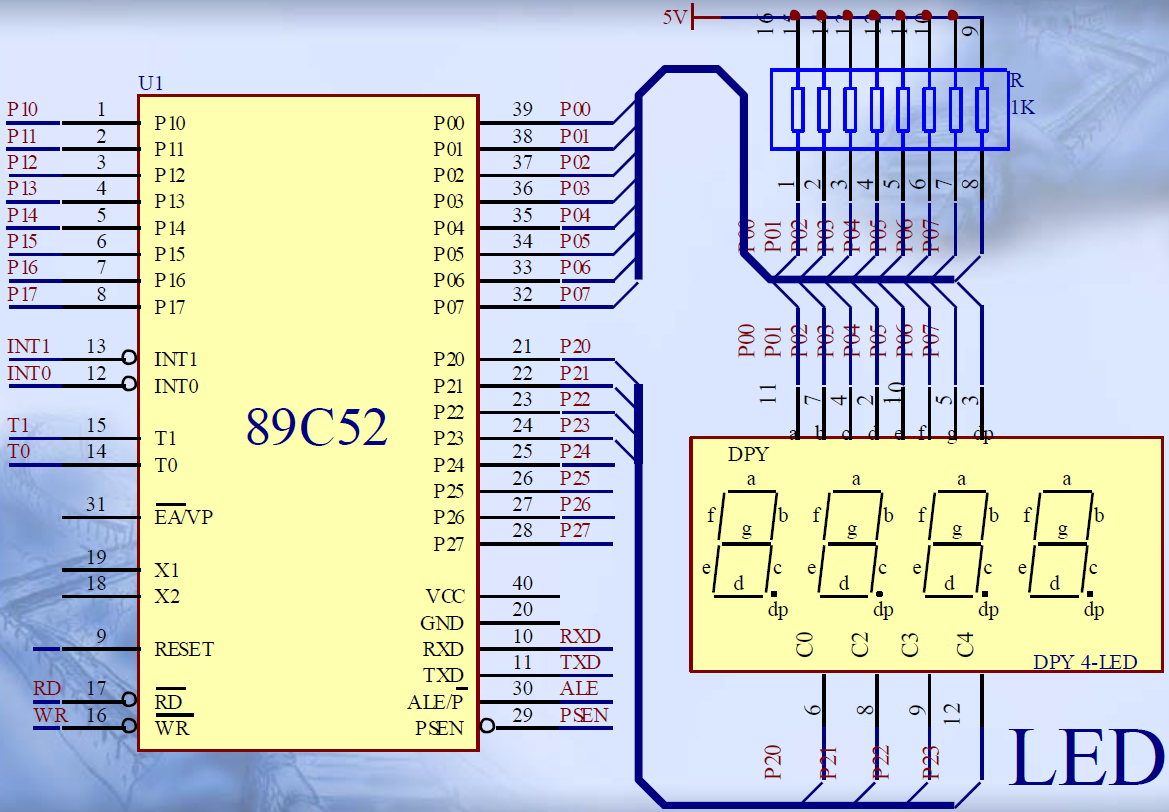 5V
16 9
R
1K
1 2 3 4 5 6 7 8
P00 P01 P02 P03 P04 P05 P06 P07
U1
P10 1 P10 P00 39 P00
P11 2 P11 P01 38 P01
P12 3 P12 P02 37 P02
P13 4 P13 P03 36 P03
P14 5 P14 P04 35 P04
P15 6 P15 P05 34 P05
P16 7 P16 P06 33 P06
P17 8 P17 P07 32 P07
INT1 13 INT1 P20 21 P20
INT0 12 INT0 P21 22 P21
P22 23 P22
T1 15 T1 P23 24 P23
T0 14 T0 P24 25 P24
P25 26 P25
31 EA/VP P26 27 P26
P27 28 P27
19 X1
18 X2 VCC 40
GND 20
9 RESET RXD 10 RXD
TXD 11 TXD
RD 17 RD ALE/P 30 ALE
WR 16 WR PSEN 29 PSEN
89C52
P00 P01 P02 P03 P04 P05 P06 P07
11 7 4 2 10 5 3
a b c d e f g dp
DPY
a a a a
f b f b f b f b
g g g g
e c e c e c e c
d d d d
dp dp dp dp
C0 C2 C3 C4
DPY 4-LED
6 8 9 12
P20 P21 P22 P23
LED